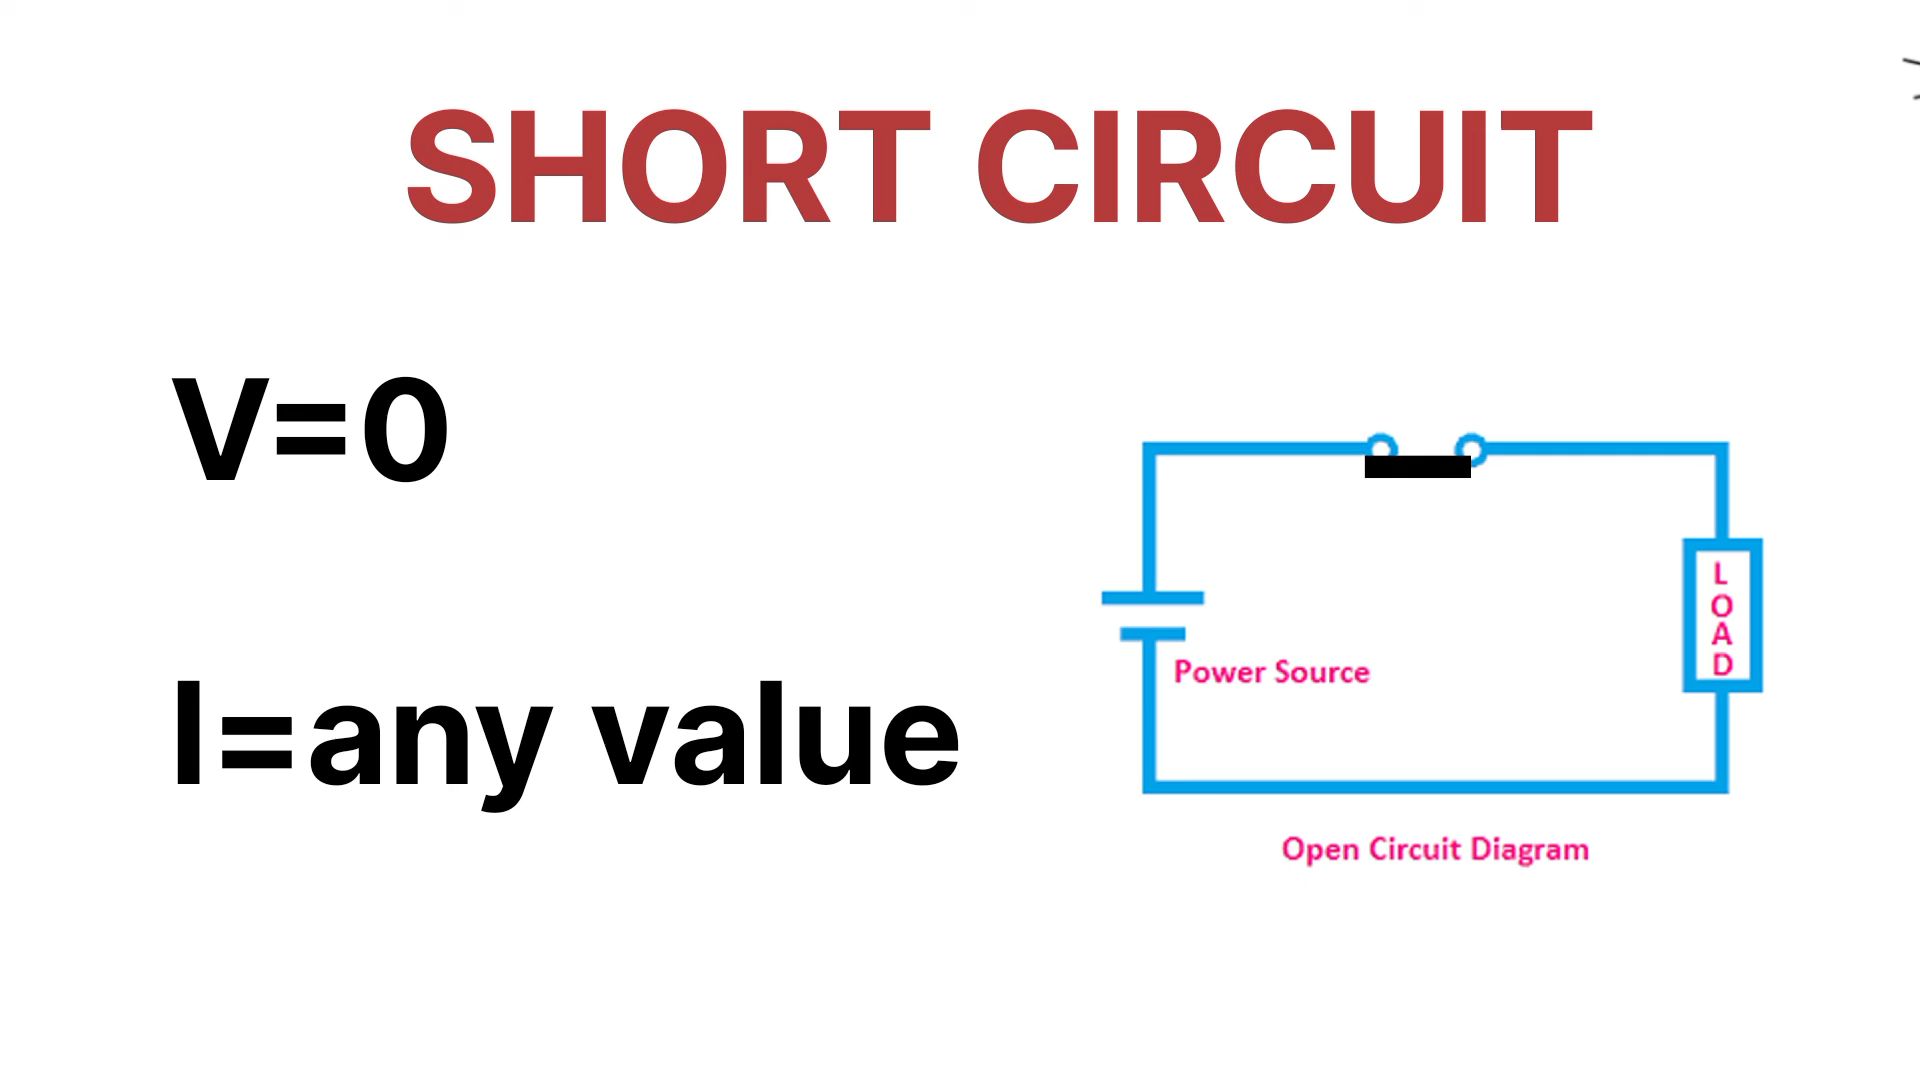 SHORT CIRCUIT
V=0
I=any value
LOAD
Power Source
Open Circuit Diagram